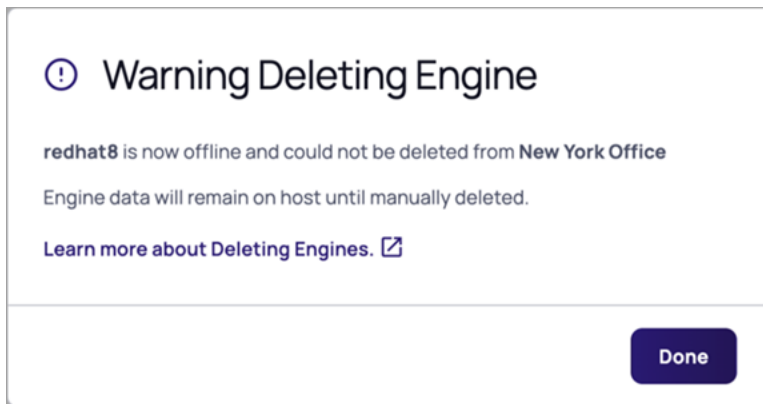 Warning Deleting Engine
redhat8 is now offline and could not be deleted from New York Office
Engine data will remain on host until manually deleted.
Learn more about Deleting Engines.
Done